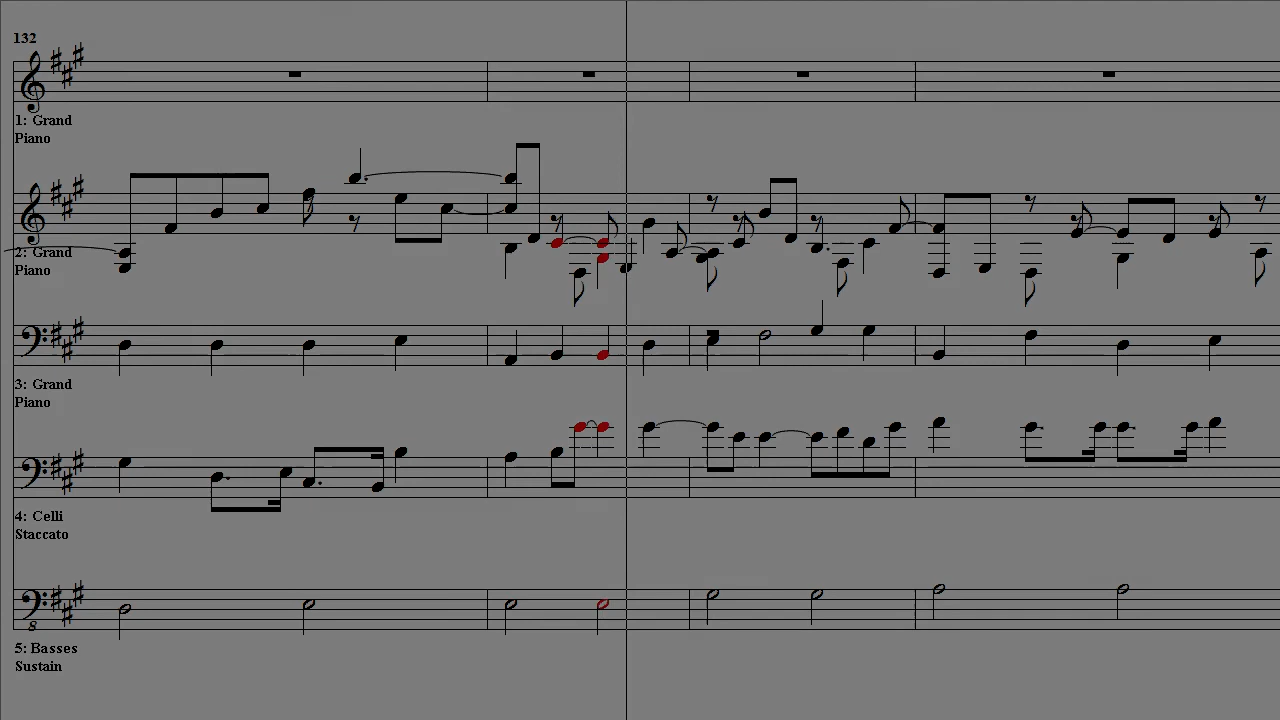 132
1: Grand
Piano
2: Grand
Piano
3: Grand
Piano
4: Celli
Staccato
8
5: Basses
Sustain